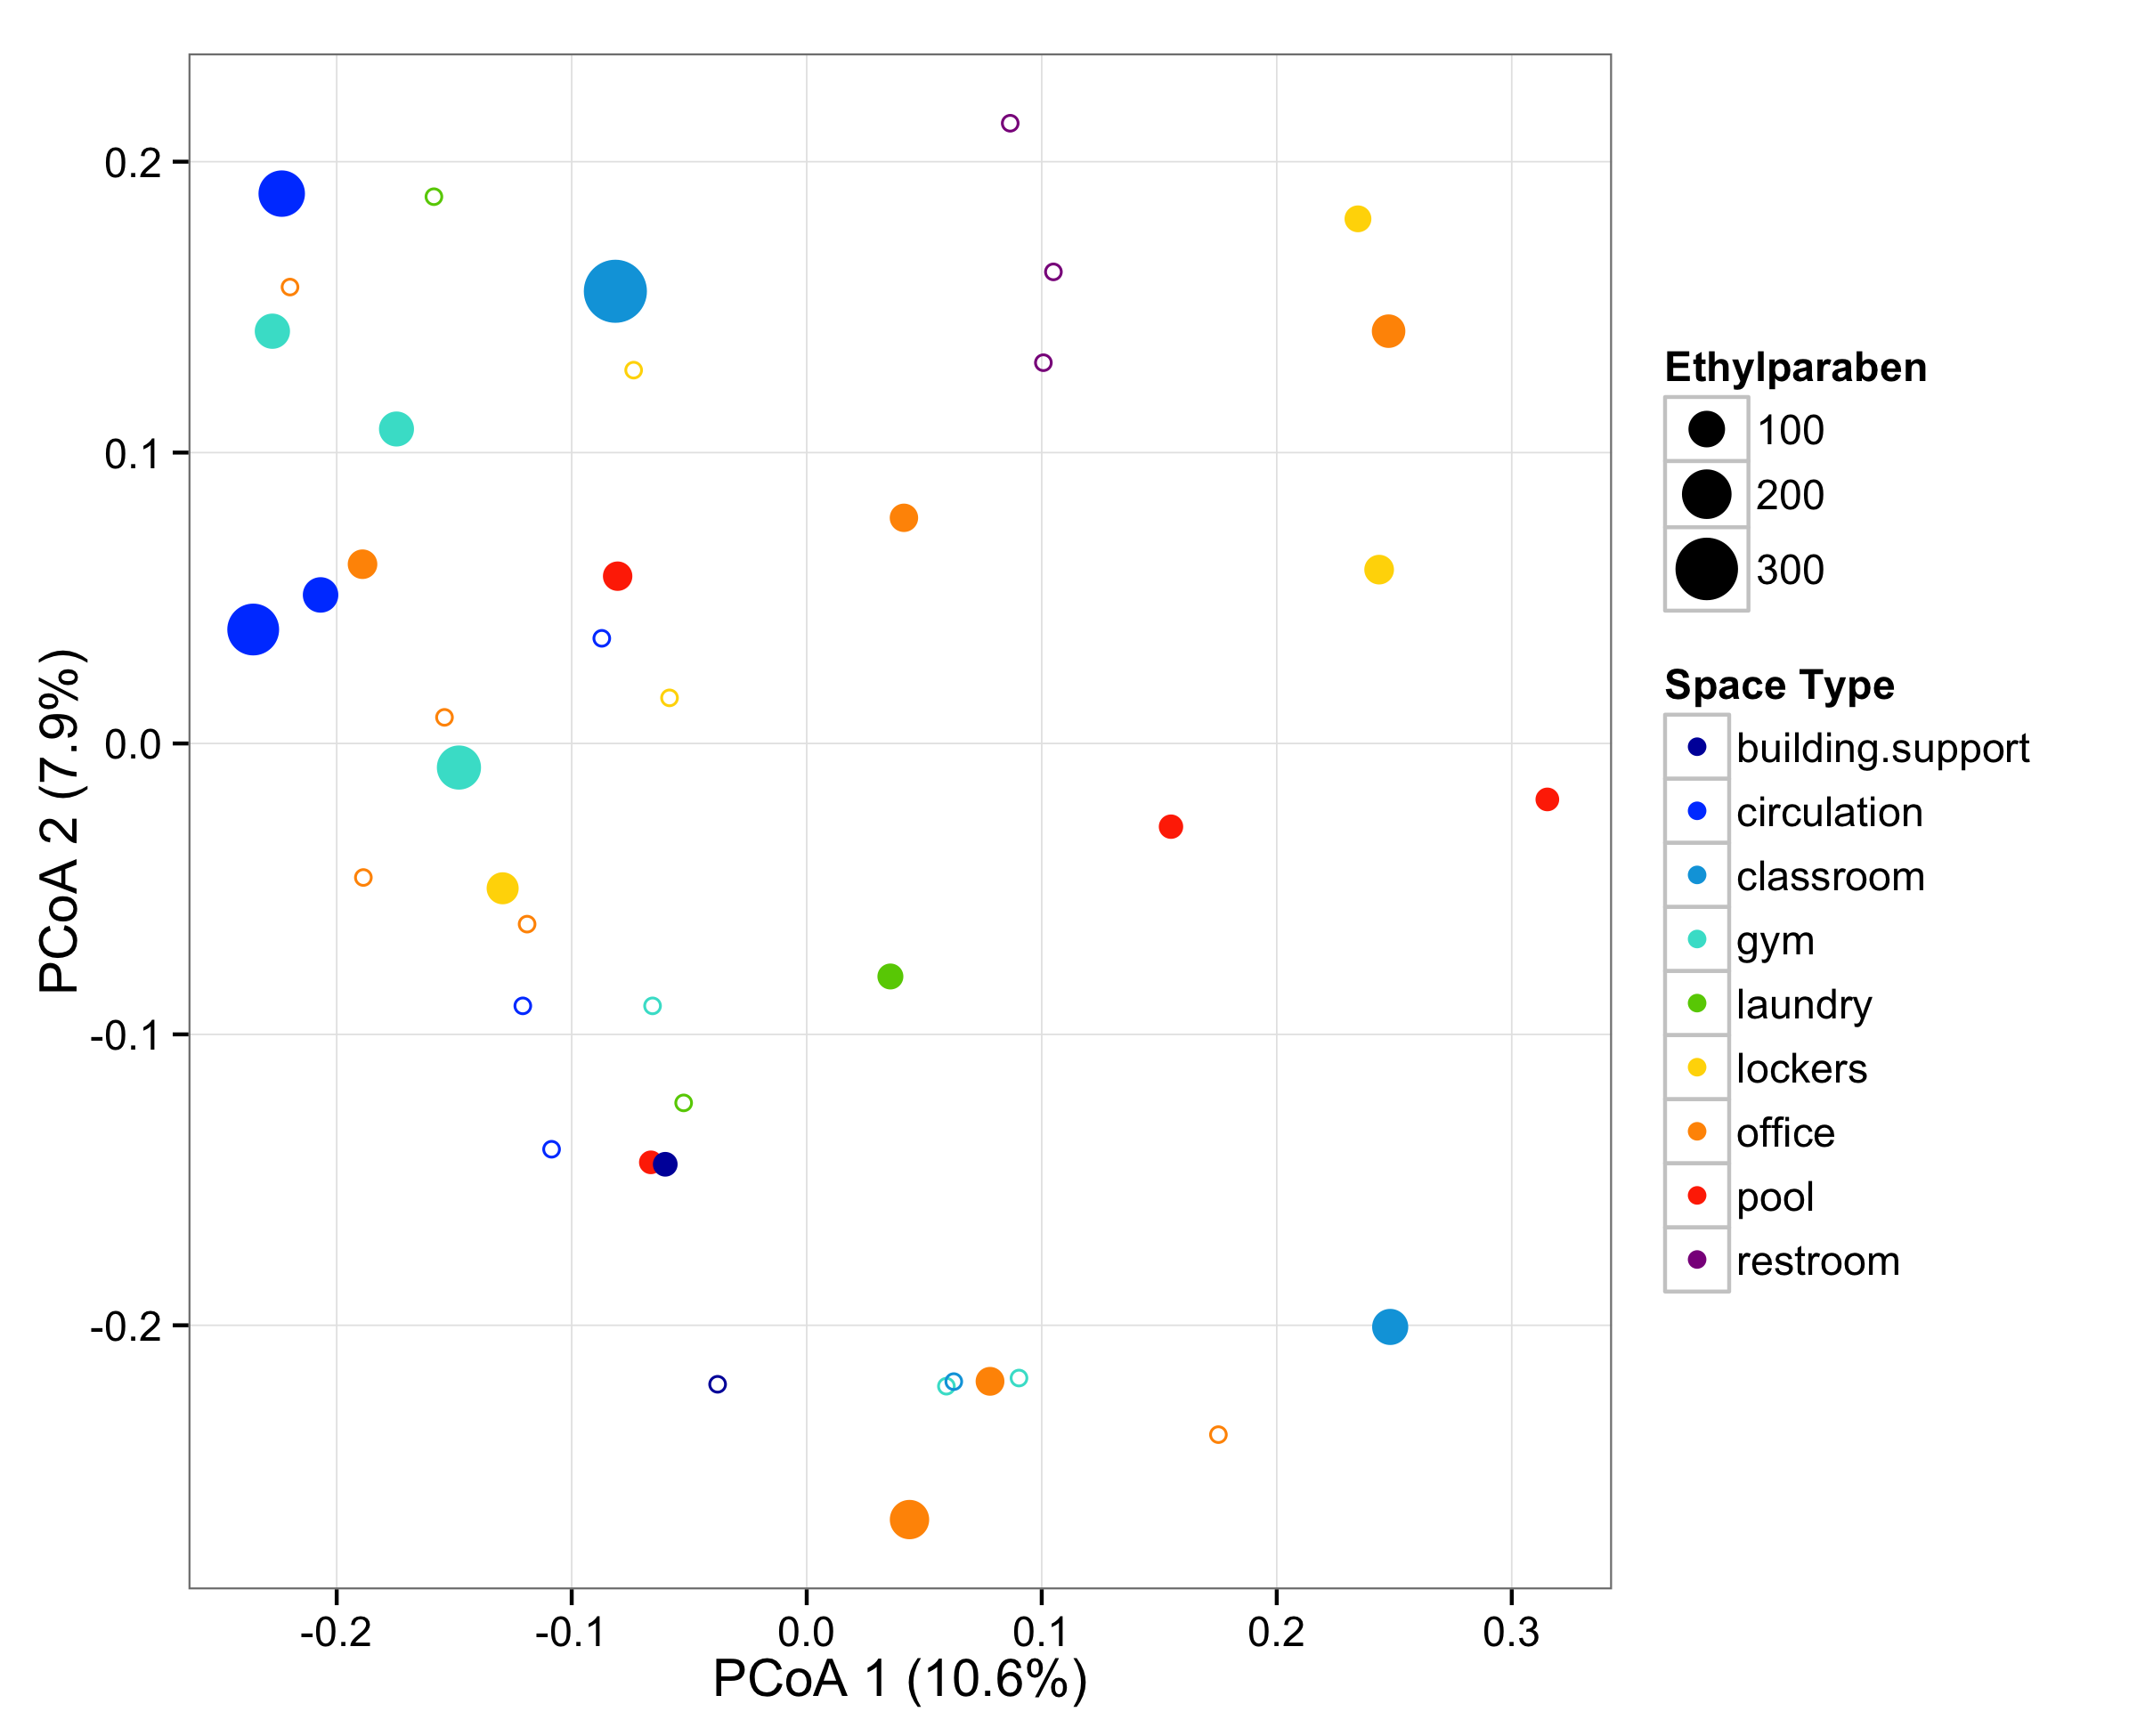 0.2
0.1
0.0
-0.1
-0.2
PCoA 2 (7.9%)
-0.2
-0.1
0.0
0.1
0.2
0.3
PCoA 1 (10.6%)
Ethylparaben
100
200
300
Space Type
building.support
circulation
classroom
gym
laundry
lockers
office
pool
restroom